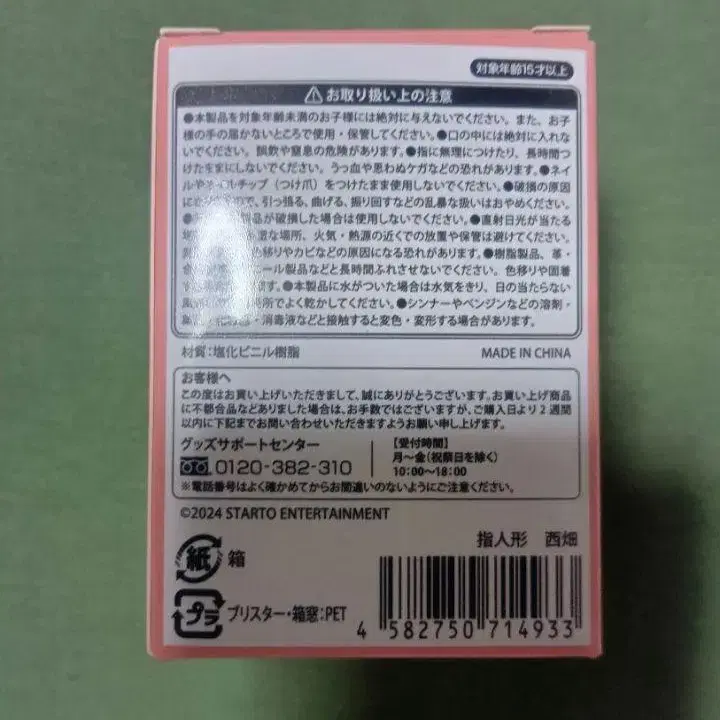 対象年齢15才以上
⚠お取り扱い上の注意
●本製品を対象年齢未満のお子様には絶対に与えないでください。また、お子
様の手の届かないところで使用・保管してください。●口の中には絶対に入れな
いでください。誤飲や窒息の危険があります。●指に無理につけたり、長時間つ
けたままにしないでください。うっ血や思わぬケガなどの恐れがあります。●ネイ
ルやネイルチップ（つけ爪）をつけたまま使用しないでください。●破損の原因
ので、引っ張る、曲げる、振り回すなどの乱暴な扱いはおやめください。
製品が破損した場合は使用しないでください。●直射日光が当たる
な場所、火気・熱源の近くでの放置や保管は避けてください。
移りやカビなどの原因になる恐れがあります。●樹脂製品、革・
ニール製品などと長時間ふれさせないでください。色移りや固着
す ●本製品に水がついた場合は水気をきり、日の当たらない
所でよく乾かしてください。●シンナーやベンジンなどの溶剤・
消毒液などと接触すると変色・変形する場合があります。
材質：塩化ビニル樹脂 MADE IN CHINA
お客様へ
この度はお買い上げいただきまして、誠にありがとうございます。お買い上げ商品
に不都合品などありました場合は、お手数ではございますが、ご購入日より2週間
以内に下記までお問い合わせいただきますようお願い申し上げます。
グッズサポートセンター
0120-382-310
【受付時間】
月〜金(祝祭日を除く)
10:00〜18:00
※電話番号はよく確かめてからお間違いのないようにご注意ください。
©2024 STARTO ENTERTAINMENT
指人形 西畑
紙 箱
プラ ブリスター・箱窓：PET
4 582750 714933